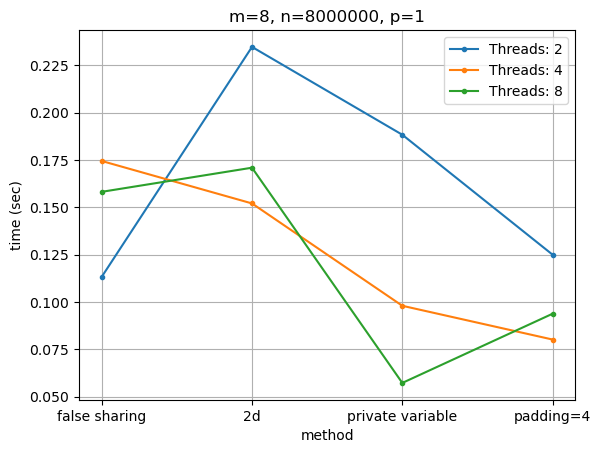 m=8, n=8000000, p=1
Threads: 2
Threads: 4
Threads: 8
time (sec)
0.225
0.200
0.175
0.150
0.125
0.100
0.075
0.050
false sharing 2d private variable padding=4
method